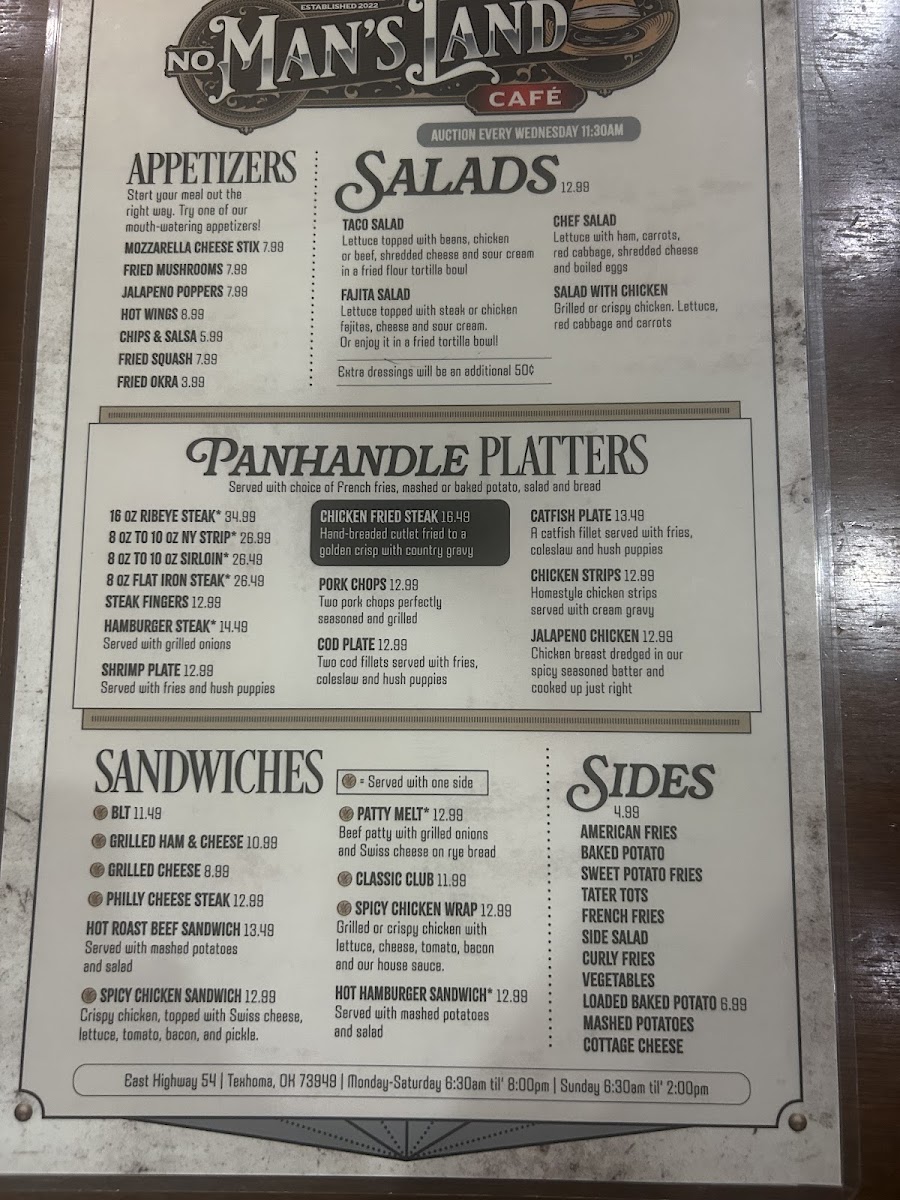 ESTABLISHED 2022
NO MAN'S LAND
CAFÉ
AUCTION EVERY WEDNESDAY 11:30AM
APPETIZERS
Start your meal out the
right way. Try one of our
mouth-watering appetizers!
MOZZARELLA CHEESE STIX 7.99
FRIED MUSHROOMS 7.99
JALAPENO POPPERS 7.99
HOT WINGS 8.99
CHIPS & SALSA 5.99
FRIED SQUASH 7.99
FRIED OKRA 3.99
SALADS 12.99
TACO SALAD
Lettuce topped with beans, chicken
or beef, shredded cheese and sour cream
in a fried flour tortilla bowl
FAJITA SALAD
Lettuce topped with steak or chicken
fajites, cheese and sour cream.
Or enjoy it in a fried tortilla bowl!
CHEF SALAD
Lettuce with ham, carrots,
red cabbage, shredded cheese
and boiled eggs
SALAD WITH CHICKEN
Grilled or crispy chicken. Lettuce,
red cabbage and carrots
Extra dressings will be an additional 50¢
PANHANDLE PLATTERS
Served with choice of French fries, mashed or baked potato, salad and bread
16 OZ RIBEYE STEAK* 34.99
8 OZ TO 10 OZ NY STRIP* 26.99
8 OZ TO 10 OZ SIRLOIN* 26.49
8 OZ FLAT IRON STEAK* 26.49
STEAK FINGERS 12.99
HAMBURGER STEAK* 14.49
Served with grilled onions
SHRIMP PLATE 12.99
Served with fries and hush puppies
CHICKEN FRIED STEAK 16.49
Hand-breaded cutlet fried to a
golden crisp with country gravy
PORK CHOPS 12.99
Two pork chops perfectly
seasoned and grilled
COD PLATE 12.99
Two cod fillets served with fries,
coleslaw and hush puppies
CATFISH PLATE 13.49
A catfish fillet served with fries,
coleslaw and hush puppies
CHICKEN STRIPS 12.99
Homestyle chicken strips
served with cream gravy
JALAPENO CHICKEN 12.99
Chicken breast dredged in our
spicy seasoned batter and
cooked up just right
SANDWICHES
= Served with one side
BLT 11.49
GRILLED HAM & CHEESE 10.99
GRILLED CHEESE 8.99
PHILLY CHEESE STEAK 12.99
HOT ROAST BEEF SANDWICH 13.49
Served with mashed potatoes
and salad
SPICY CHICKEN SANDWICH 12.99
Crispy chicken, topped with Swiss cheese,
lettuce, tomato, bacon, and pickle.
PATTY MELT* 12.99
Beef patty with grilled onions
and Swiss cheese on rye bread
CLASSIC CLUB 11.99
SPICY CHICKEN WRAP 12.99
Grilled or crispy chicken with
lettuce, cheese, tomato, bacon
and our house sauce.
HOT HAMBURGER SANDWICH* 12.99
Served with mashed potatoes
and salad
SIDES
4.99
AMERICAN FRIES
BAKED POTATO
SWEET POTATO FRIES
TATER TOTS
FRENCH FRIES
SIDE SALAD
CURLY FRIES
VEGETABLES
LOADED BAKED POTATO 6.99
MASHED POTATOES
COTTAGE CHEESE
East Highway 54 | Texhoma, OK 73949 | Monday-Saturday 6:30am til' 8:00pm | Sunday 6:30am til' 2:00pm